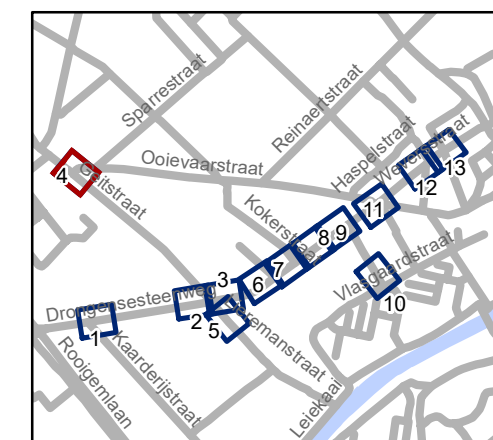 Sparrestraat
Reinaertstraat
Haspelstraat
Weversstraat
Ooievaarstraat
Geitstraat
4
13
12
11
Kokerstraat
8
9
7
6
3
Vlasgaardstraat
10
Drongensesteenweg
2
5
1
Rooigemlaan
Kaarderijstraat
Leiekaai